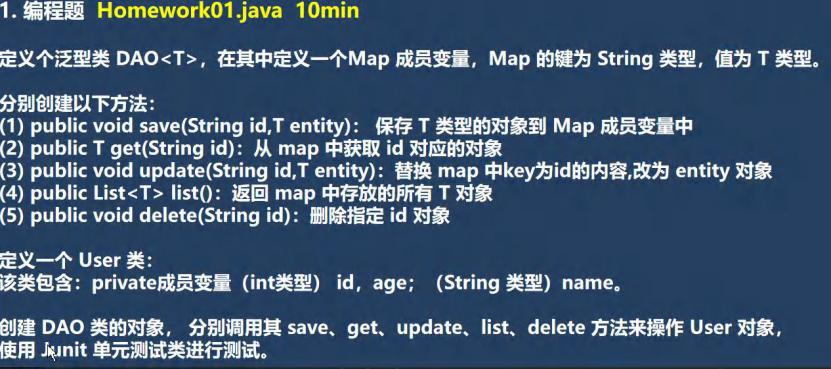 1. 编程题 Homework01.java 10min
定义个泛型类 DAO<T>，在其中定义一个Map 成员变量，Map 的键为 String 类型，值为 T 类型。
分别创建以下方法：
(1) public void save(String id,T entity)： 保存 T 类型的对象到 Map 成员变量中
(2) public T get(String id)：从 map 中获取 id 对应的对象
(3) public void update(String id,T entity)：替换 map 中key为id的内容,改为 entity 对象
(4) public List<T> list()：返回 map 中存放的所有 T 对象
(5) public void delete(String id)：删除指定 id 对象
定义一个 User 类：
该类包含：private成员变量（int类型） id，age；（String 类型）name。
创建 DAO 类的对象， 分别调用其 save、get、update、list、delete 方法来操作 User 对象，
使用 Junit 单元测试类进行测试。